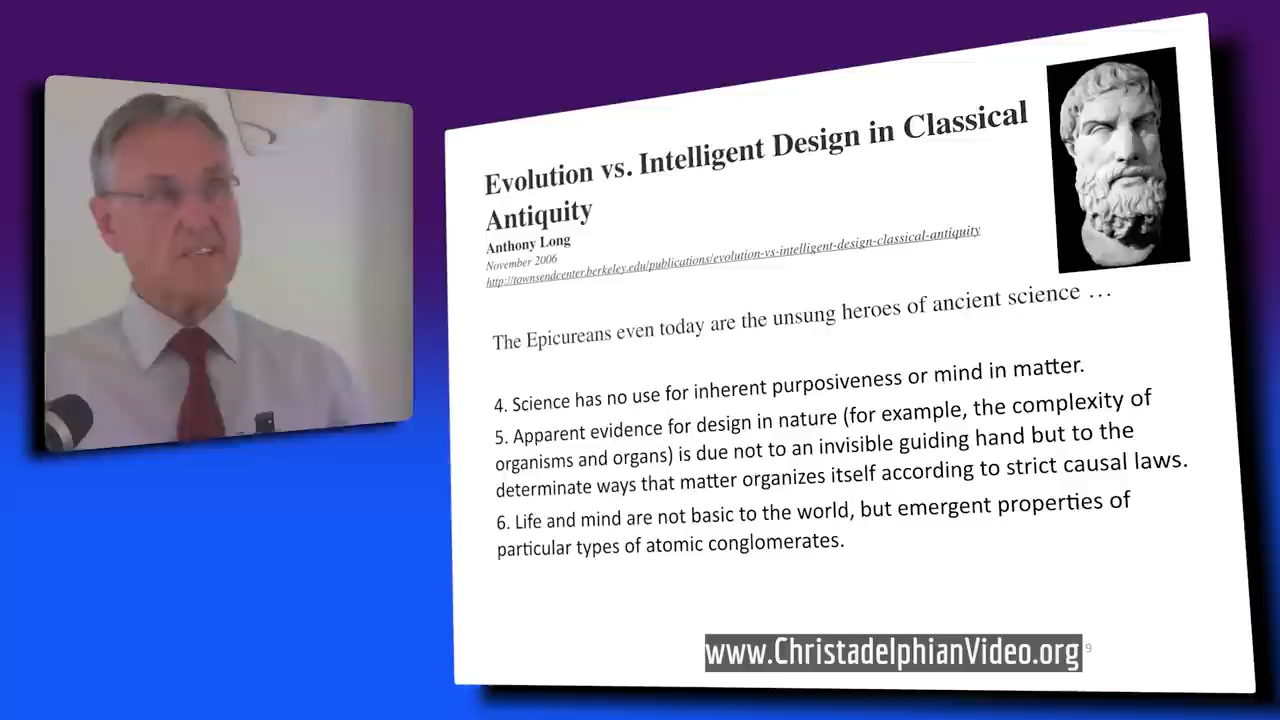 Evolution vs. Intelligent Design in Classical
Antiquity
Anthony Long
November 2006
http://townsendcenter.berkeley.edu/publications/evolution-vs-intelligent-design-classical-antiquity
The Epicureans even today are the unsung heroes of ancient science …
4. Science has no use for inherent purposiveness or mind in matter.
5. Apparent evidence for design in nature (for example, the complexity of
organisms and organs) is due not to an invisible guiding hand but to the
determinate ways that matter organizes itself according to strict causal laws.
6. Life and mind are not basic to the world, but emergent properties of
particular types of atomic conglomerates.
www.ChristadelphianVideo.org
9